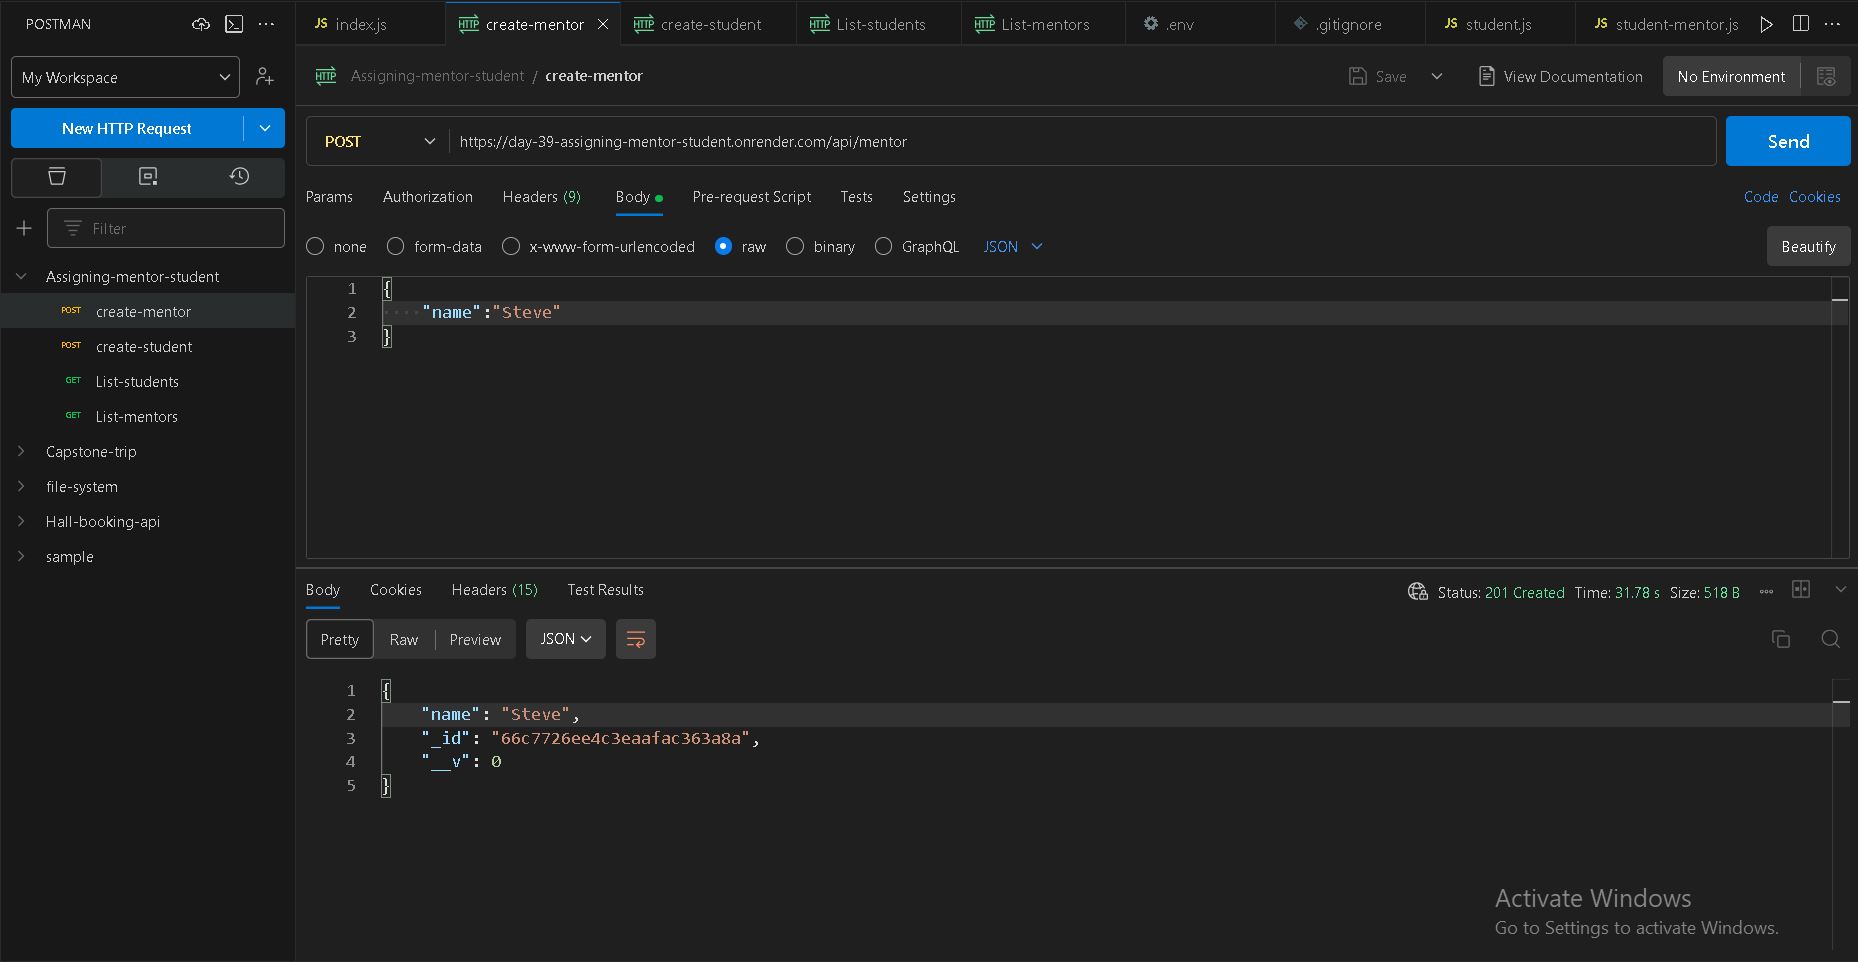 POSTMAN
My Workspace
New HTTP Request
Filter
Assigning-mentor-student
POST create-mentor
POST create-student
GET List-students
GET List-mentors
Capstone-trip
file-system
Hall-booking-api
sample
JS index.js
HTTP create-mentor
HTTP create-student
HTTP List-students
HTTP List-mentors
.env
.gitignore
JS student.js
JS student-mentor.js
HTTP Assigning-mentor-student / create-mentor
Save
View Documentation
No Environment
POST https://day-39-assigning-mentor-student.onrender.com/api/mentor
Send
Params Authorization Headers (9) Body Pre-request Script Tests Settings
Code Cookies
none form-data x-www-form-urlencoded raw binary GraphQL JSON
Beautify
1 {
2 "name":"Steve"
3 }
Body Cookies Headers (15) Test Results
Status: 201 Created Time: 31.78 s Size: 518 B
Pretty Raw Preview JSON
1 {
2 "name": "Steve",
3 "_id": "66c7726ee4c3eaafac363a8a",
4 "__v": 0
5 }
Activate Windows
Go to Settings to activate Windows.